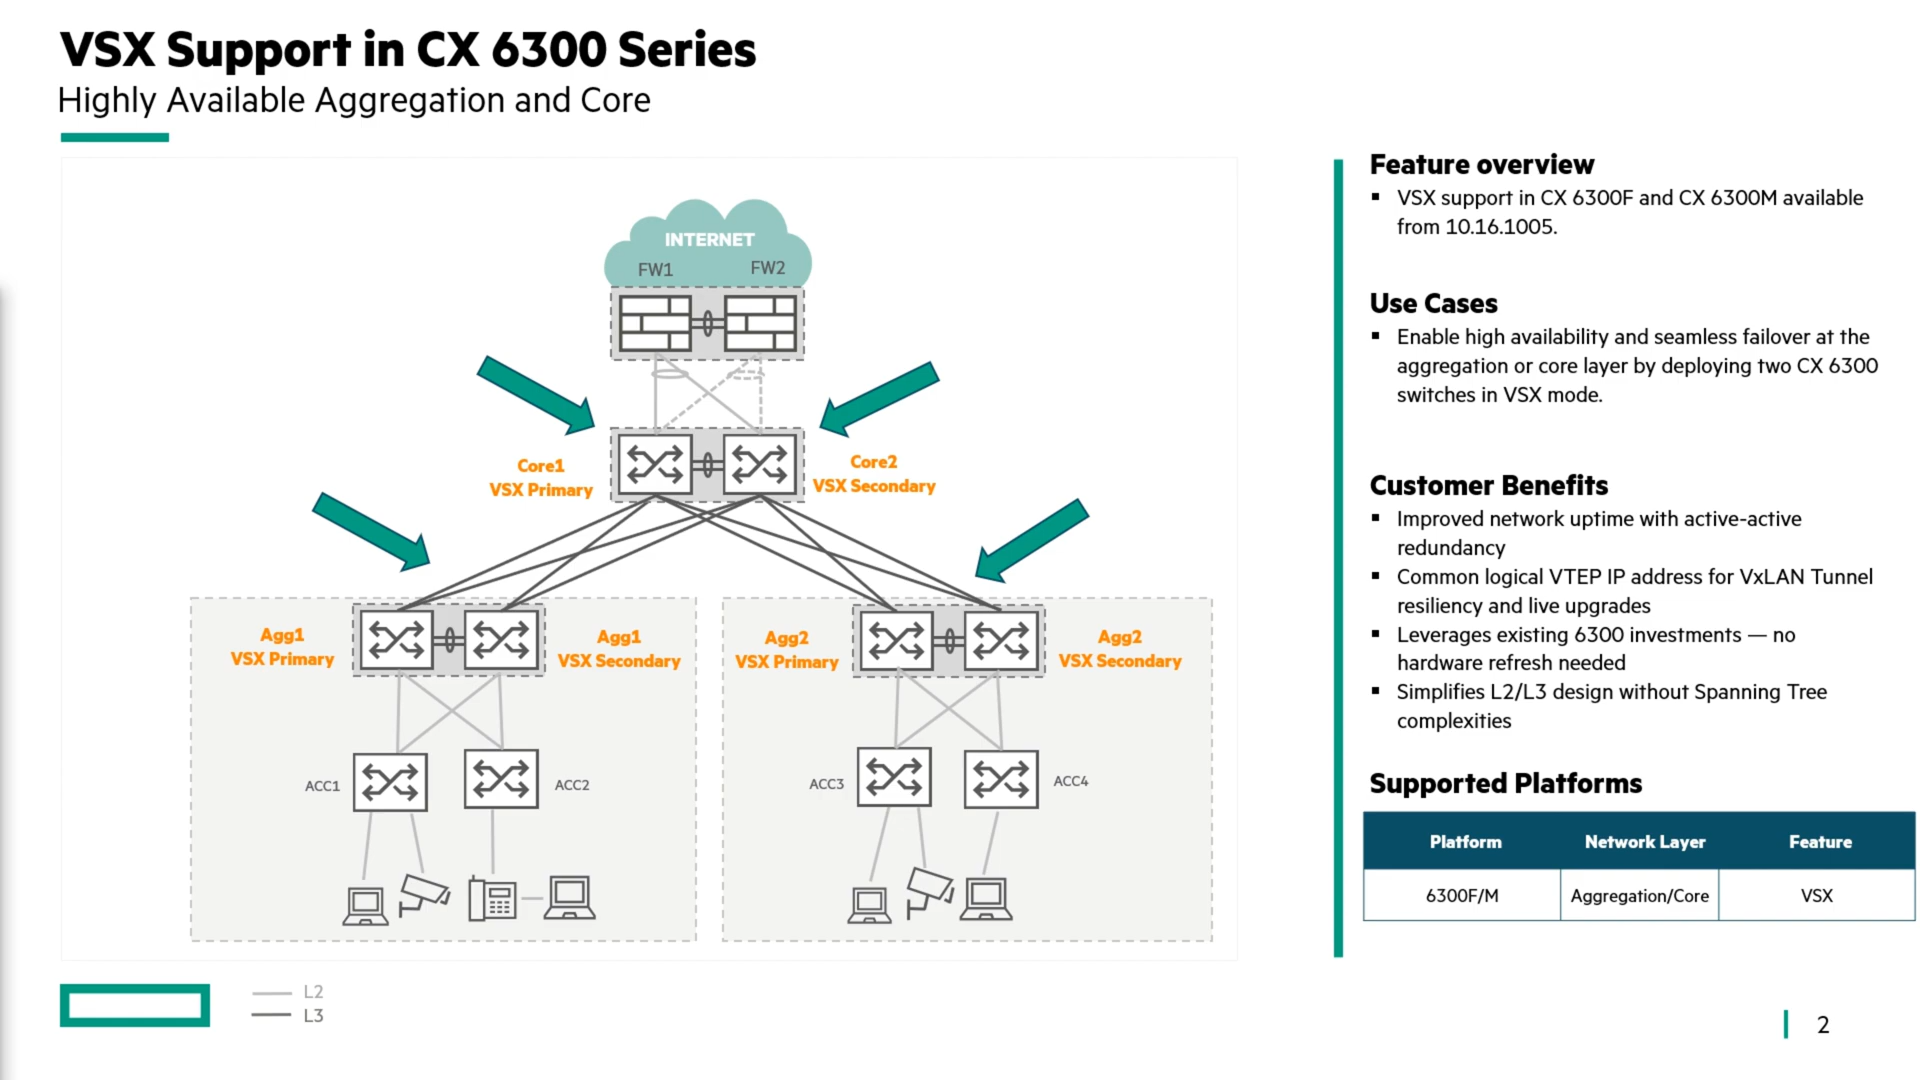 VSX Support in CX 6300 Series
Highly Available Aggregation and Core
INTERNET
FW1
FW2
Core1
VSX Primary
Core2
VSX Secondary
Agg1
VSX Primary
Agg1
VSX Secondary
Agg2
VSX Primary
Agg2
VSX Secondary
ACC1
ACC2
ACC3
ACC4
L2
L3
Feature overview
▪ VSX support in CX 6300F and CX 6300M available
from 10.16.1005.
Use Cases
▪ Enable high availability and seamless failover at the
aggregation or core layer by deploying two CX 6300
switches in VSX mode.
Customer Benefits
▪ Improved network uptime with active-active
redundancy
▪ Common logical VTEP IP address for VxLAN Tunnel
resiliency and live upgrades
▪ Leverages existing 6300 investments — no
hardware refresh needed
▪ Simplifies L2/L3 design without Spanning Tree
complexities
Supported Platforms
Platform Network Layer Feature
6300F/M Aggregation/Core VSX
2